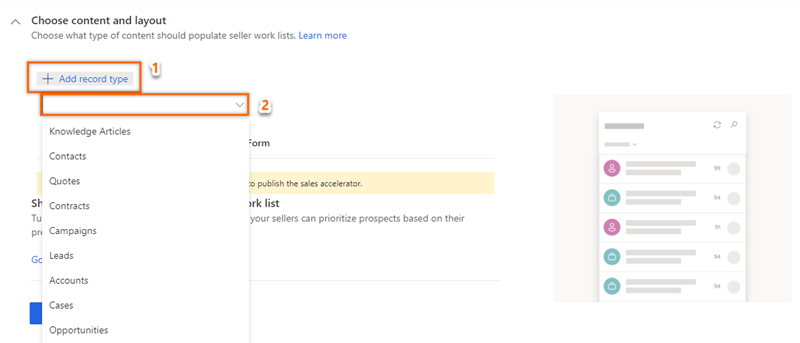 Choose content and layout
Choose what type of content should populate seller work lists. Learn more
1
+ Add record type
2
Knowledge Articles
Form
Contacts
Quotes
to publish the sales accelerator.
Contracts
Sh
ork list
Tu
your sellers can prioritize prospects based on their
pre
Campaigns
Leads
Go
Accounts
Cases
Opportunities
99
94
91
94
94